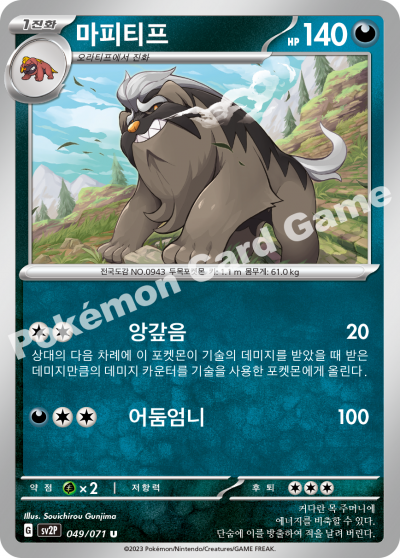 1진화
마피티프
HP 140
오라티프에서 진화
전국도감 NO.0943 두목포켓몬 키: 1.1m 몸무게: 61.0kg
Pokémon Card Game
앙갚음 20
상대의 다음 차례에 이 포켓몬이 기술의 데미지를 받았을 때 받은
데미지만큼의 데미지 카운터를 기술을 사용한 포켓몬에게 올린다.
어둠엄니 100
약점 ×2 저항력 후퇴
Illus. Souichirou Gunjima
G SV2P 049/071 U
커다란 목 주머니에
에너지를 비축할 수 있다.
단숨에 이를 방출하여 적을 날려 버린다.
©2023 Pokémon/Nintendo/Creatures/GAME FREAK.